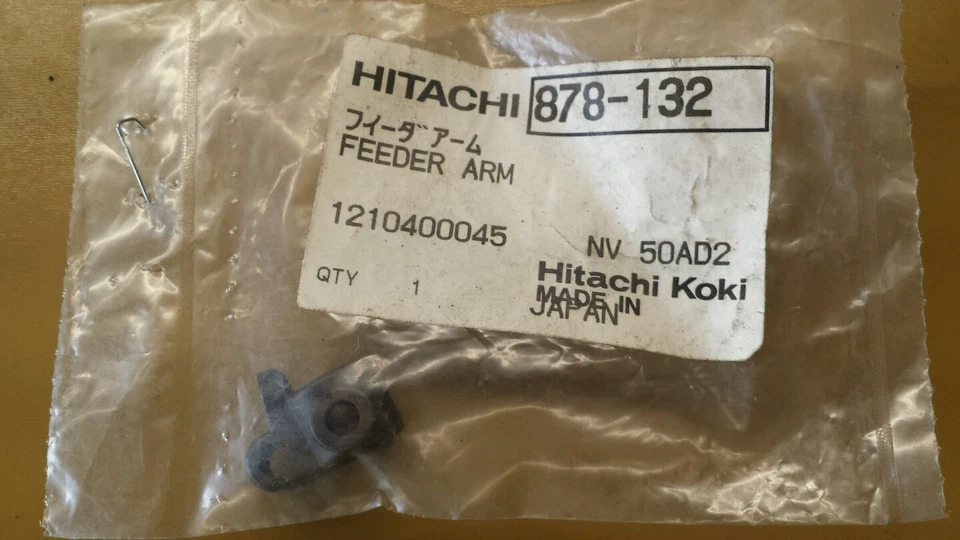 HITACHI 878-132
フィーダアーム
FEEDER ARM
1210400045
NV 50AD2
Hitachi Koki
QTY 1
MADE IN
JAPAN